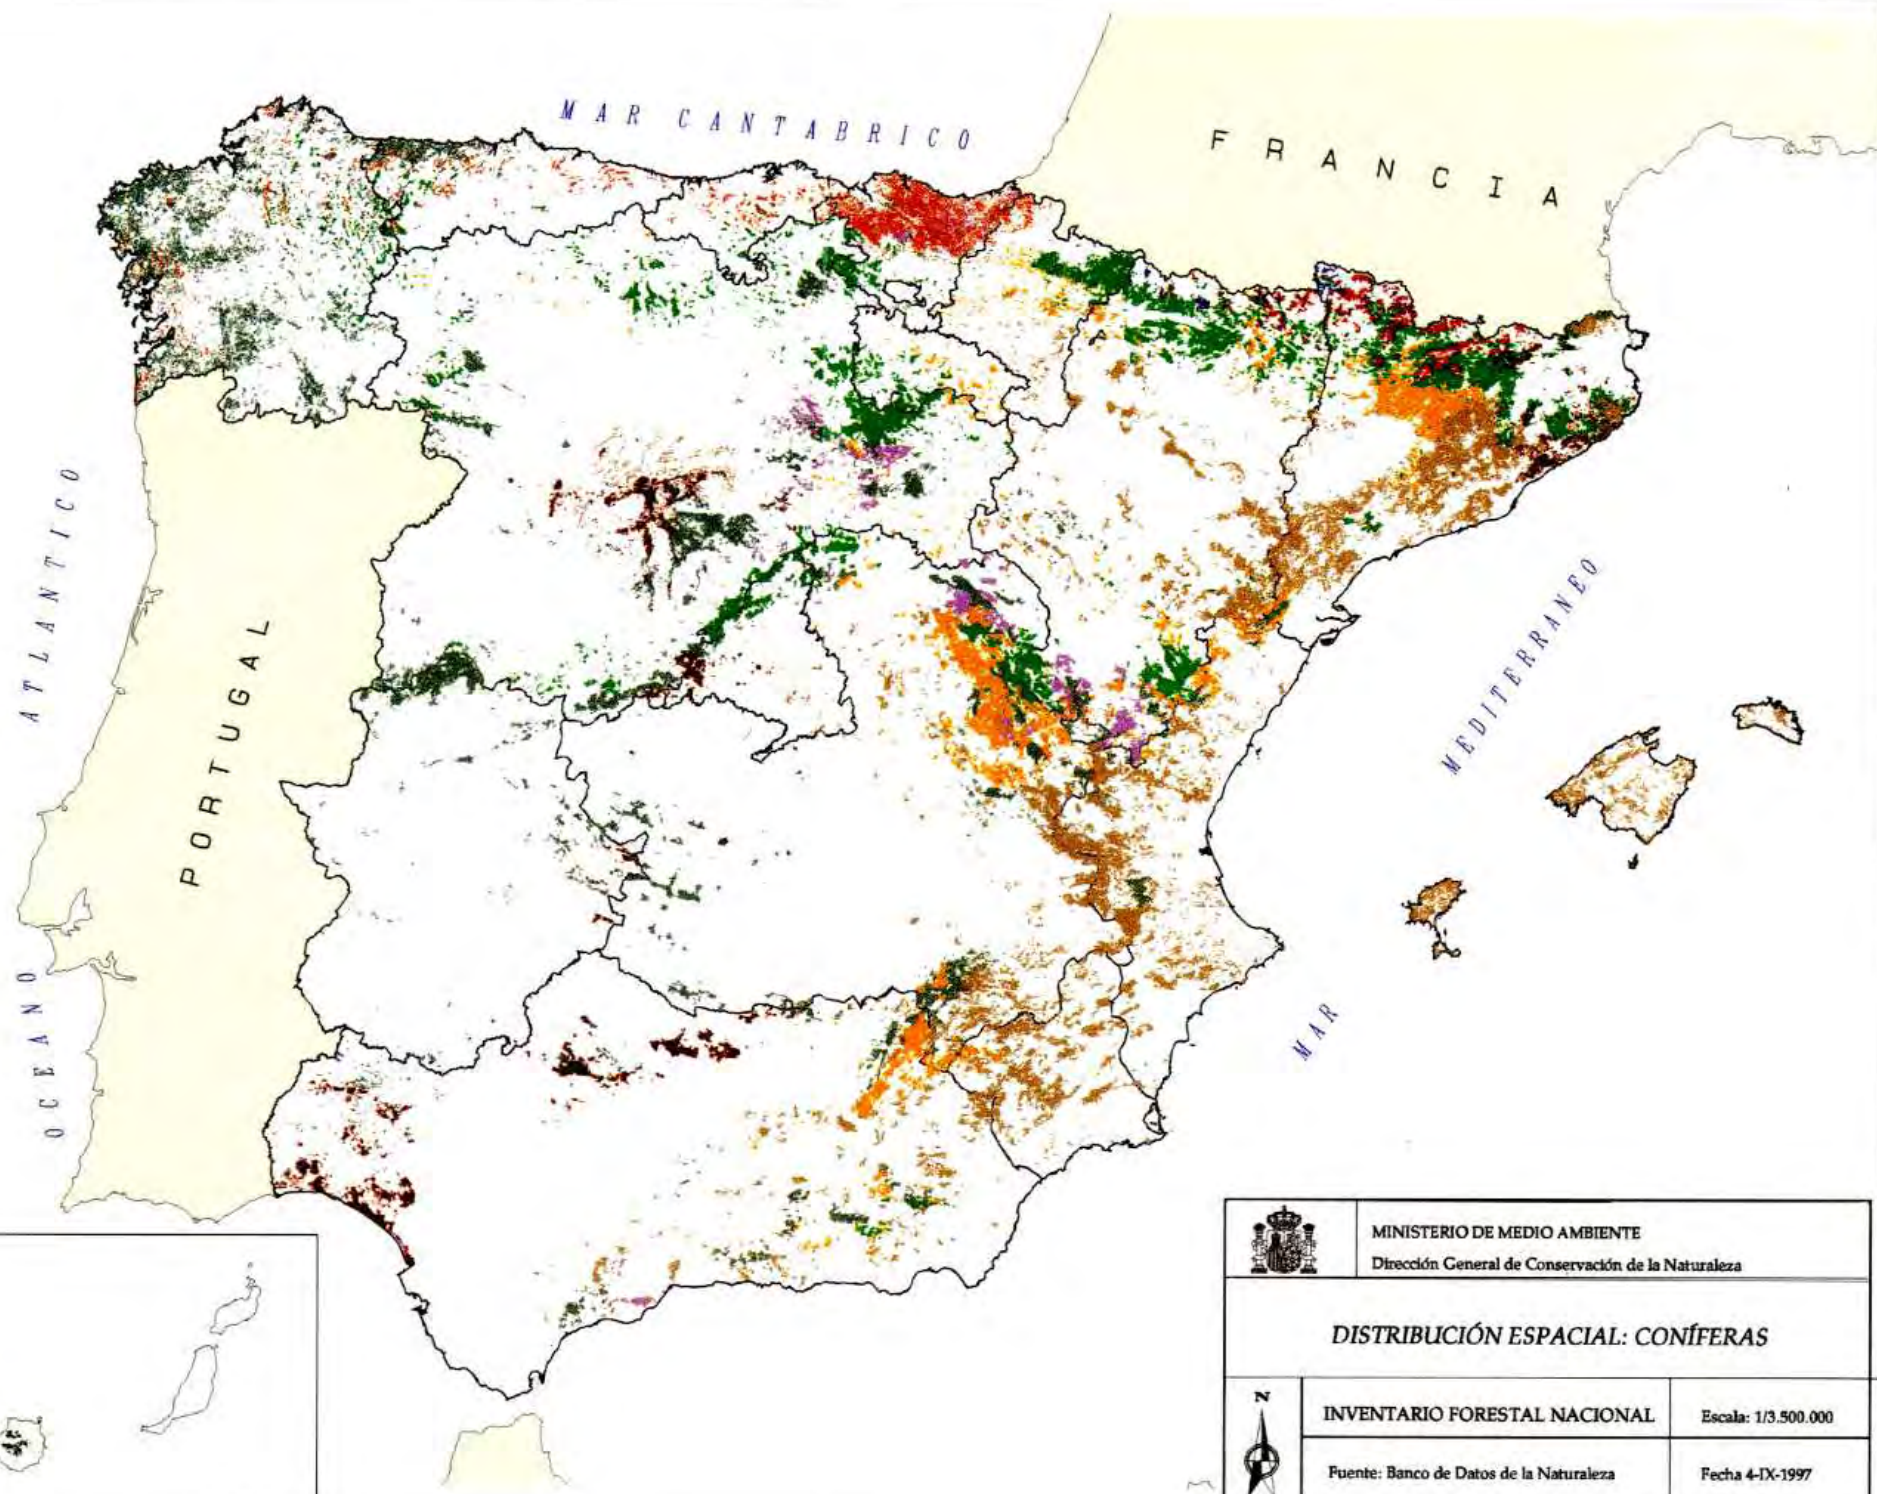 MAR CANTABRICO
FRANCIA
OCEANO ATLANTICO
PORTUGAL
MAR MEDITERRANEO
MINISTERIO DE MEDIO AMBIENTE
Dirección General de Conservación de la Naturaleza
DISTRIBUCIÓN ESPACIAL: CONÍFERAS
N
INVENTARIO FORESTAL NACIONAL
Escala: 1/3.500.000
Fuente: Banco de Datos de la Naturaleza
Fecha 4-IX-1997